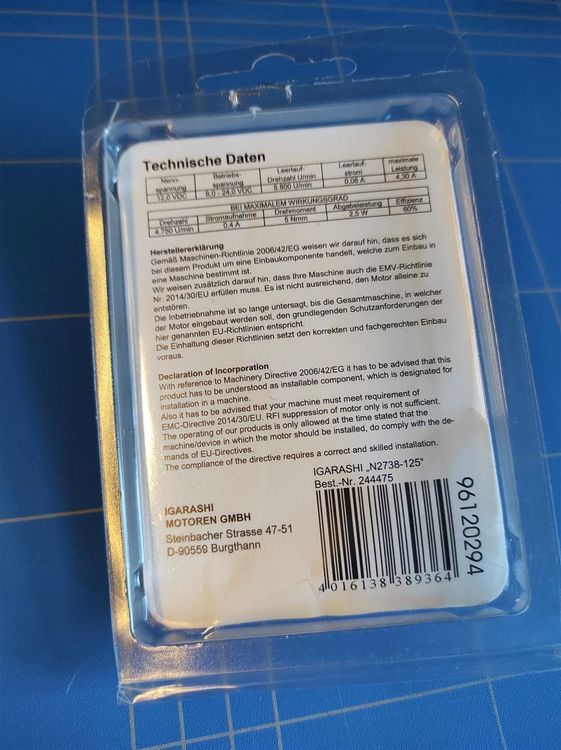 Technische Daten
Nenn- spannung Betriebs- spannung Leerlauf- Drehzahl U/min Leerlauf- strom maximale Leistung
12,0 VDC 6,0 - 24,0 VDC 5.800 U/min 0,08 A 4,30 A
BEI MAXIMALEM WIRKUNGSGRAD
Drehzahl Stromaufnahme Drehmoment Abgabeleistung Effizienz
4.750 U/min 0,4 A 5 Nmm 2,5 W 60%
Herstellererklärung
Gemäß Maschinen-Richtlinie 2006/42/EG weisen wir darauf hin, dass es sich
bei diesem Produkt um eine Einbaukomponente handelt, welche zum Einbau in
eine Maschine bestimmt ist.
Wir weisen zusätzlich darauf hin, dass Ihre Maschine auch die EMV-Richtlinie
Nr. 2014/30/EU erfüllen muss. Es ist nicht ausreichend, den Motor alleine zu
entstören.
Die Inbetriebnahme ist so lange untersagt, bis die Gesamtmaschine, in welcher
der Motor eingebaut werden soll, den grundlegenden Schutzanforderungen der
hier genannten EU-Richtlinien entspricht.
Die Einhaltung dieser Richtlinien setzt den korrekten und fachgerechten Einbau
voraus.
Declaration of Incorporation
With reference to Machinery Directive 2006/42/EG it has to be advised that this
product has to be understood as installable component, which is designated for
installation in a machine.
Also it has to be advised that your machine must meet requirement of
EMC-Directive 2014/30/EU. RFI suppression of motor only is not sufficient.
The operating of our products is only allowed at the time stated that the
machine/device in which the motor should be installed, do comply with the de-
mands of EU-Directives.
The compliance of the directive requires a correct and skilled installation.
IGARASHI „N2738-125“
Best.-Nr. 244475
IGARASHI
MOTOREN GMBH
Steinbacher Strasse 47-51
D-90559 Burgthann
4 016138 389364
96120294